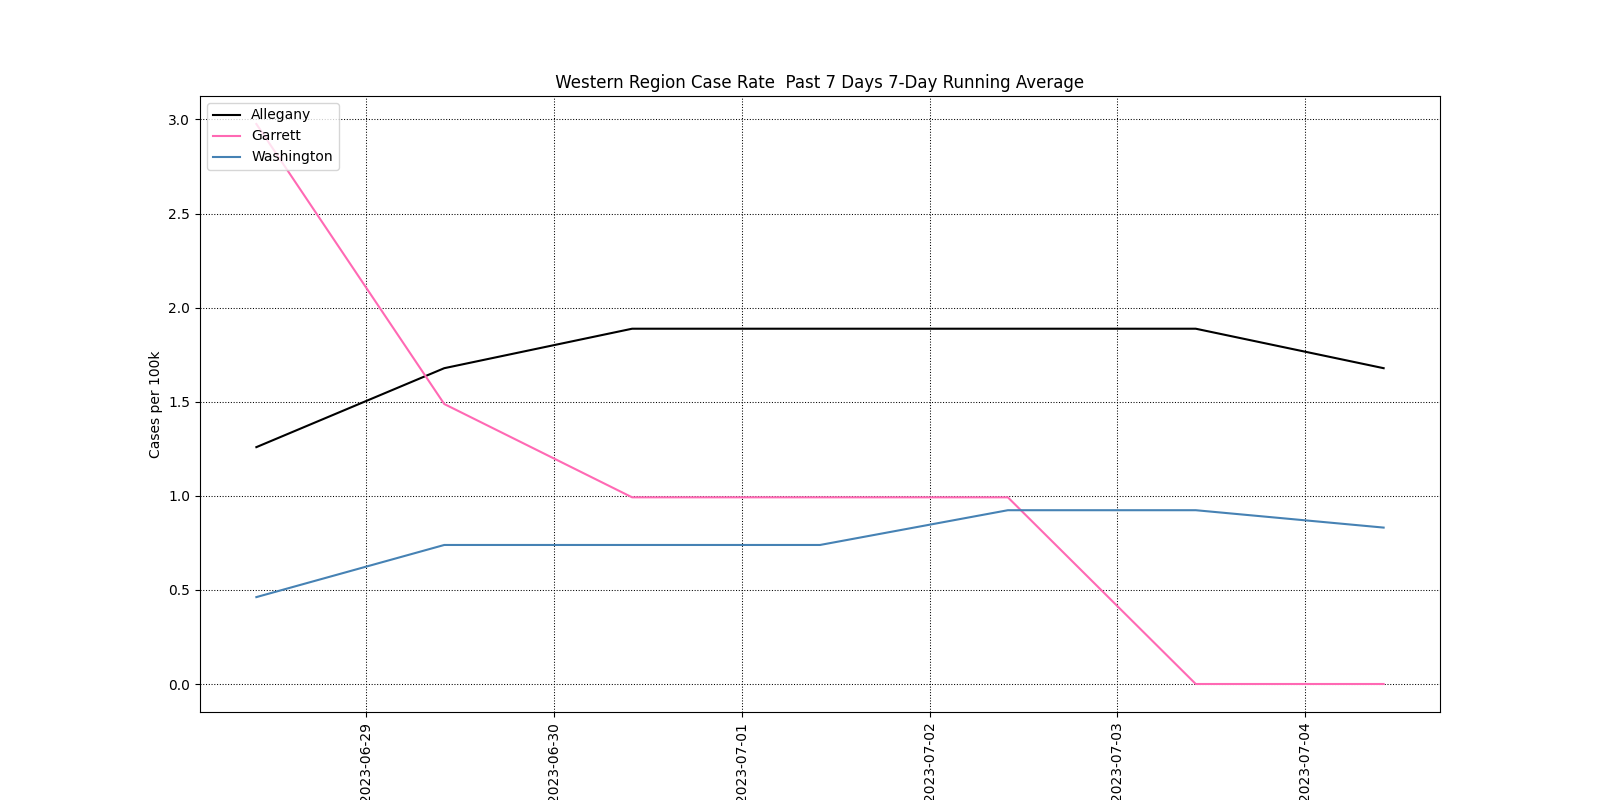 Western Region Case Rate  Past 7 Days 7-Day Running Average
Allegany
Garrett
Washington
Cases per 100k
3.0
2.5
2.0
1.5
1.0
0.5
0.0
2023-06-29
2023-06-30
2023-07-01
2023-07-02
2023-07-03
2023-07-04